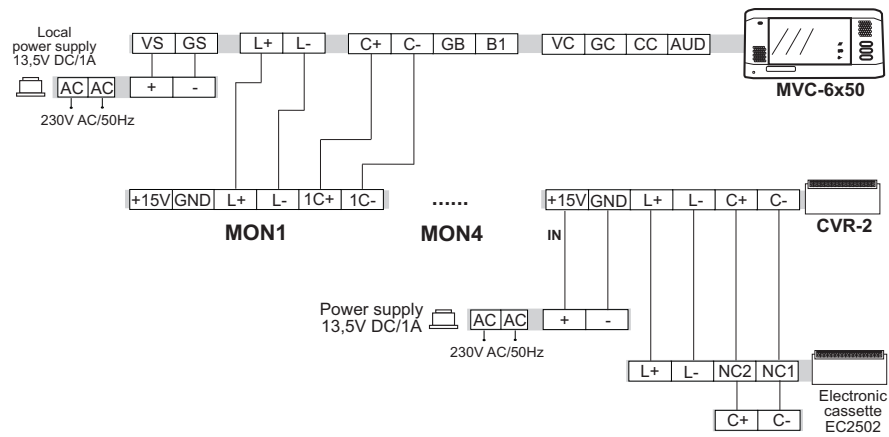 Local
power supply
13,5V DC/1A
VS GS L+ L- C+ C- GB B1 VC GC CC AUD
AC AC + -
230V AC/50Hz
MVC-6x50
+15V GND L+ L- 1C+ 1C- ...... +15V GND L+ L- C+ C-
MON1 MON4 IN CVR-2
Power supply
13,5V DC/1A
AC AC + -
230V AC/50Hz
L+ L- NC2 NC1
Electronic
cassette
EC2502
C+ C-